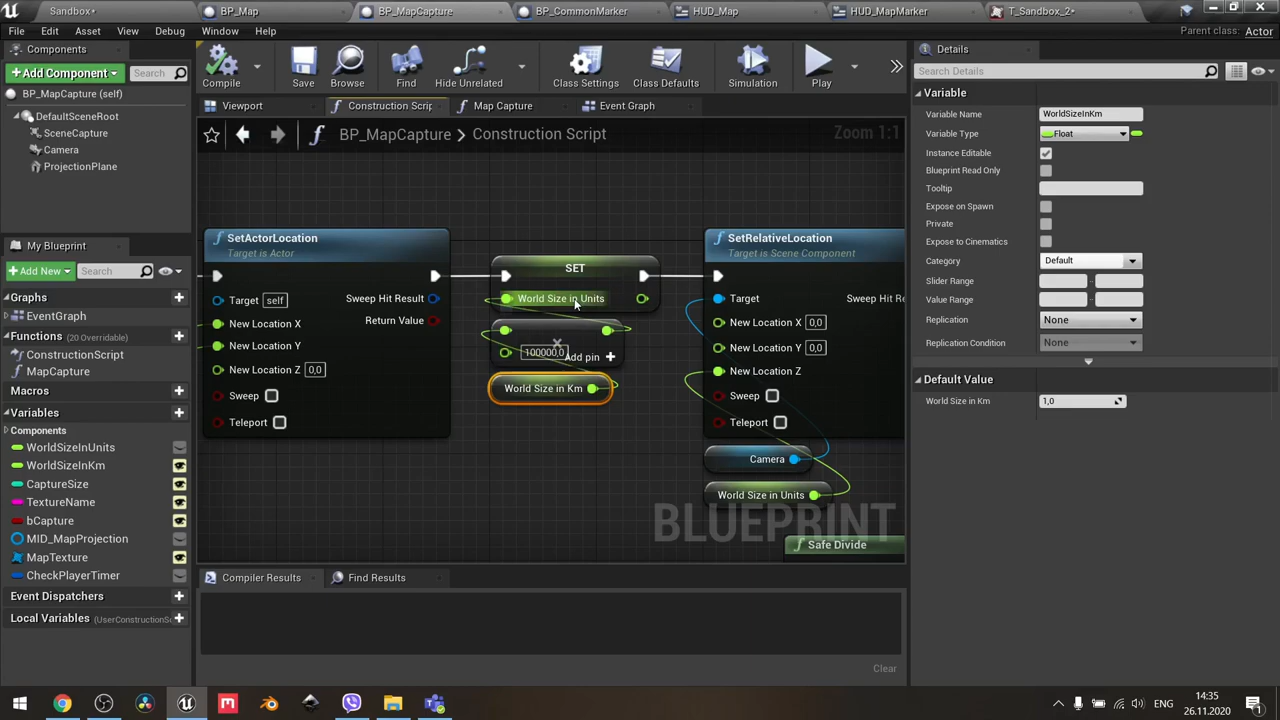 Sandbox•
BP_Map
BP_MapCapture
BP_CommonMarker
HUD_Map
HUD_MapMarker
T_Sandbox_2•
File Edit Asset View Debug Window Help
Parent class: Actor
Components
+ Add Component
Search
BP_MapCapture (self)
DefaultSceneRoot
SceneCapture
Camera
ProjectionPlane
My Blueprint
+ Add New
Search
Graphs
EventGraph
Functions (20 Overridable)
ConstructionScript
MapCapture
Macros
Variables
Components
WorldSizeInUnits
WorldSizeInKm
CaptureSize
TextureName
bCapture
MID_MapProjection
MapTexture
CheckPlayerTimer
Event Dispatchers
Local Variables (UserConstructionSc
Compile
Save
Browse
Find
Hide Unrelated
Class Settings
Class Defaults
Simulation
Play
Viewport
Construction Scrip
Map Capture
Event Graph
BP_MapCapture > Construction Script
Zoom 1:1
SetActorLocation
Target is Actor
Target self
Sweep Hit Result
New Location X
Return Value
New Location Y
New Location Z 0,0
Sweep
Teleport
SET
World Size in Units
100000,0
Add pin +
World Size in Km
SetRelativeLocation
Target is Scene Component
Target
Sweep Hit Re
New Location X 0,0
New Location Y 0,0
New Location Z
Sweep
Teleport
Camera
World Size in Units
BLUEPRINT
Safe Divide
Compiler Results
Find Results
Clear
Details
Search Details
Variable
Variable Name WorldSizeInKm
Variable Type Float
Instance Editable
Blueprint Read Only
Tooltip
Expose on Spawn
Private
Expose to Cinematics
Category Default
Slider Range
Value Range
Replication None
Replication Condition None
Default Value
World Size in Km 1,0
ENG
14:35
26.11.2020